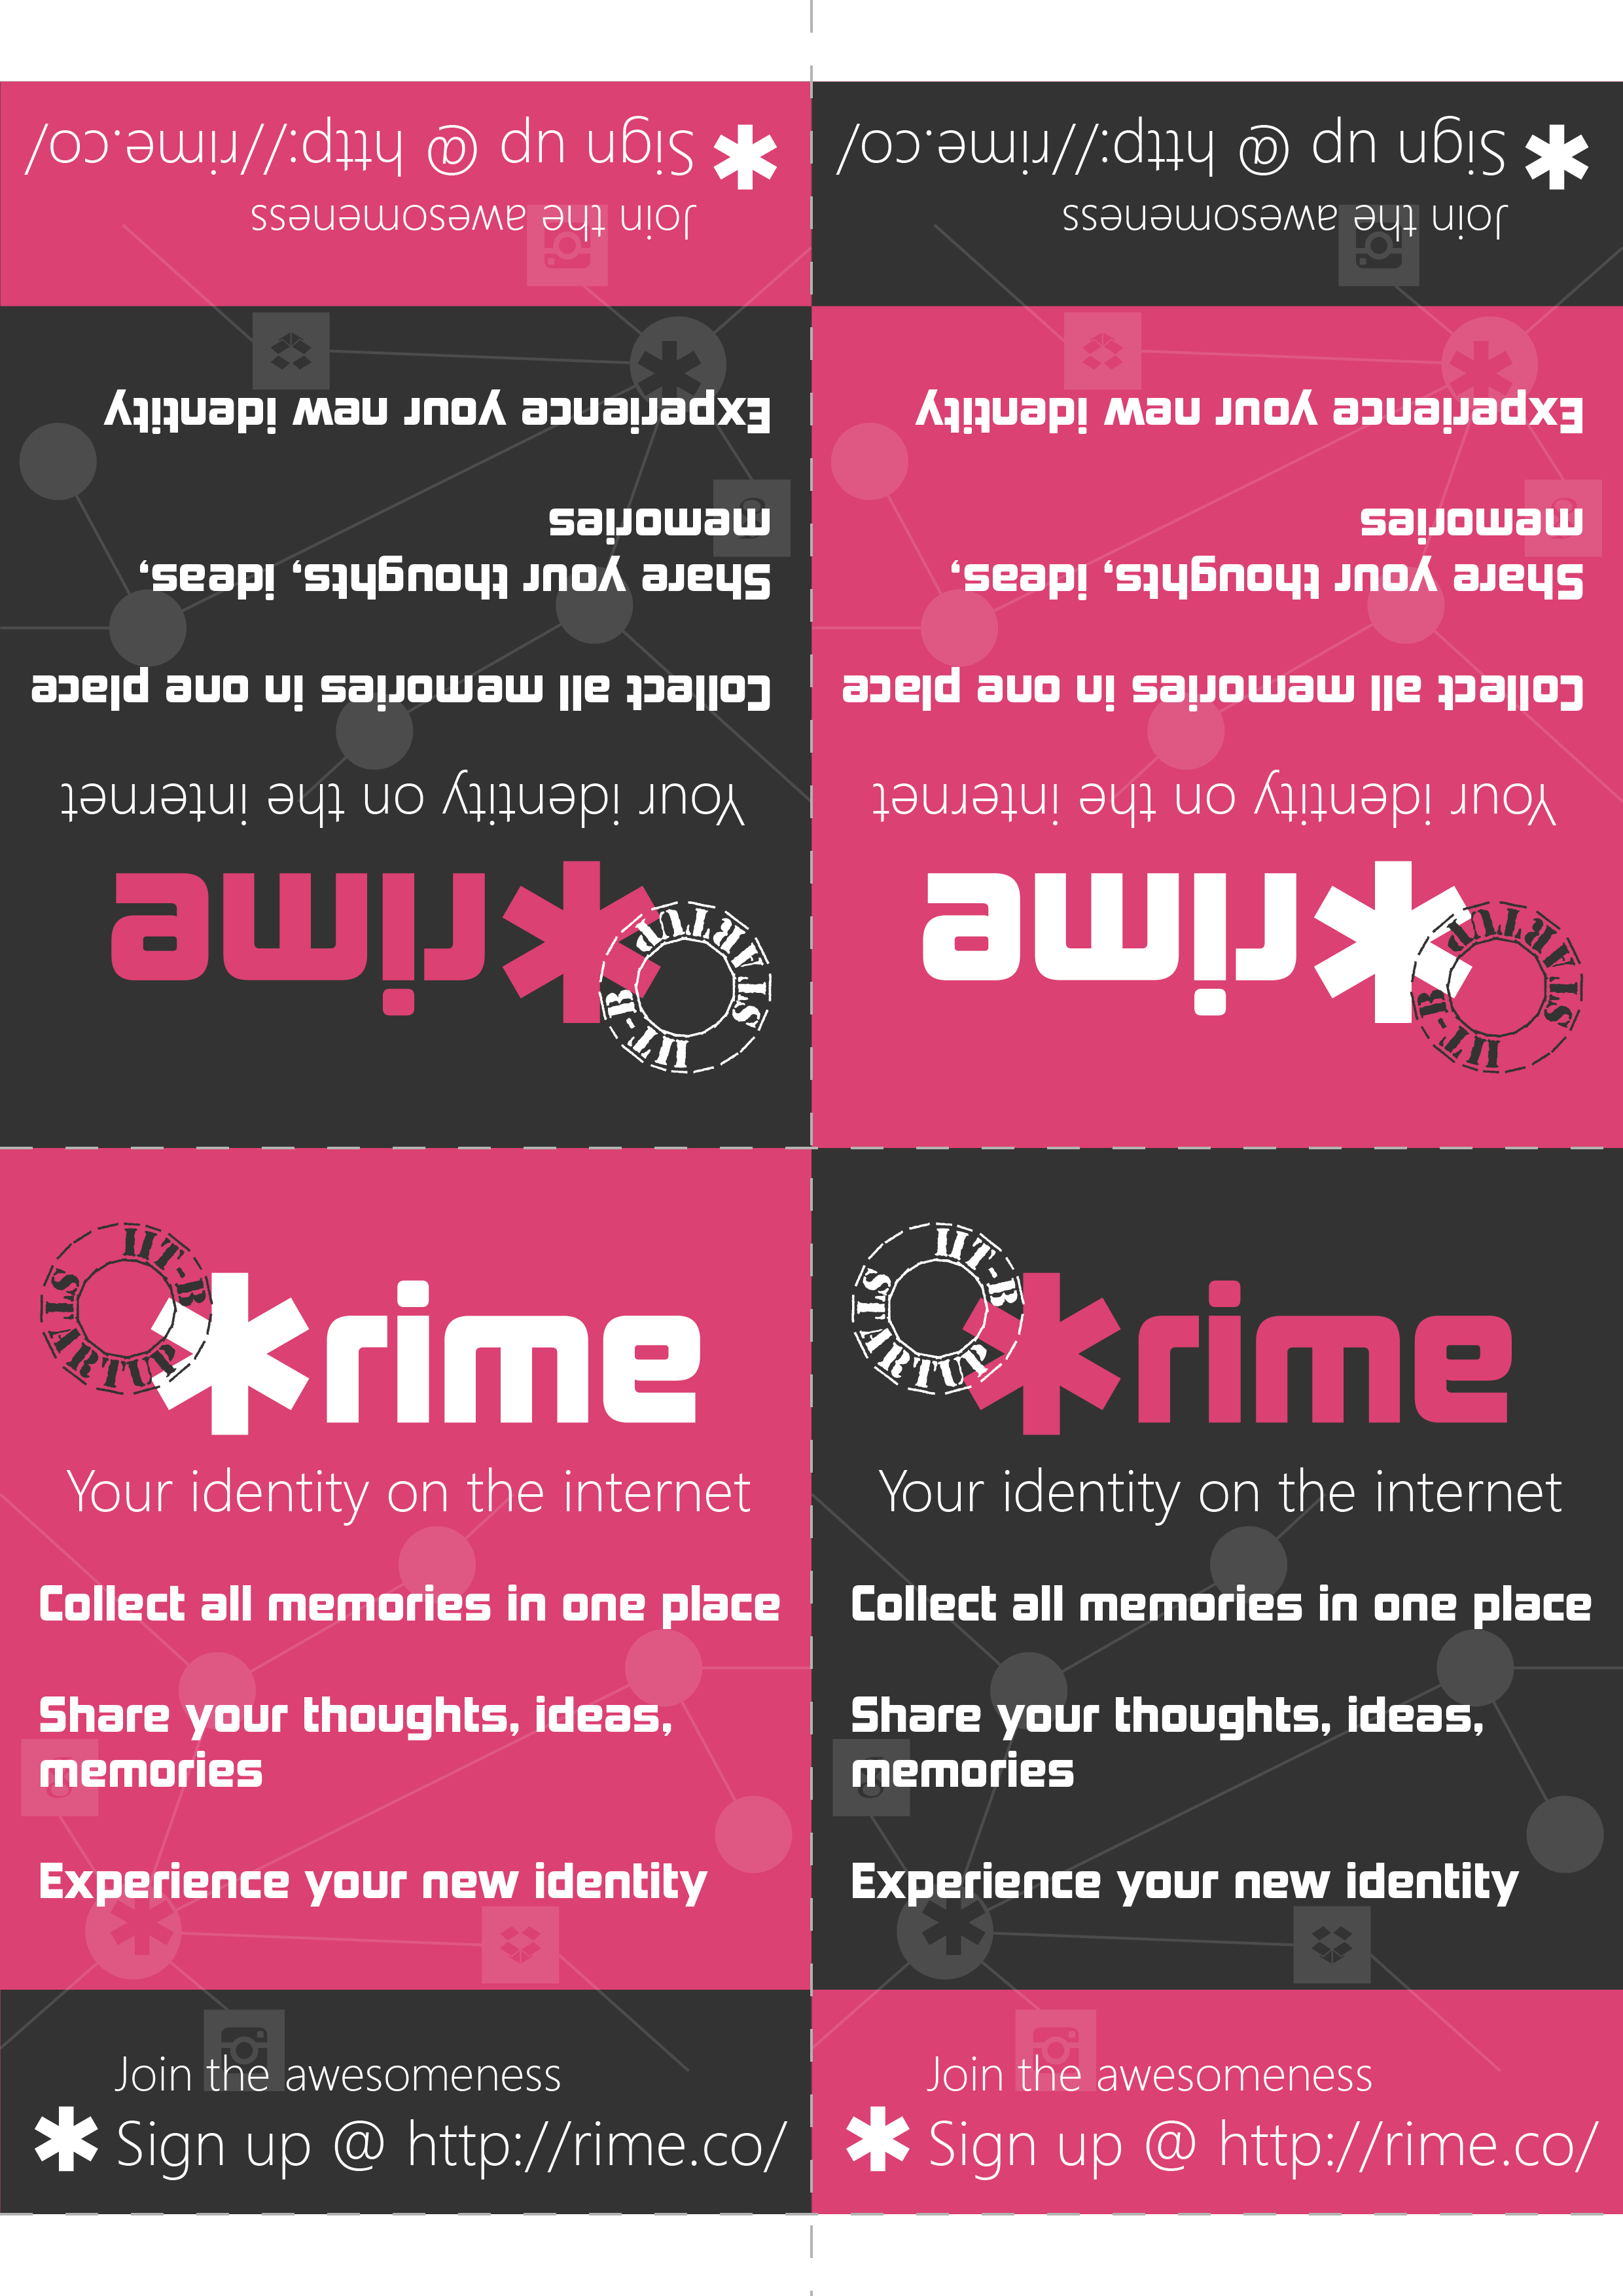 Sign up @ http://rime.co/
Join the awesomeness
Experience your new identity
Share your thoughts, ideas,
memories
Collect all memories in one place
Your identity on the internet
rime
IIT-B STARTUP
Sign up @ http://rime.co/
Join the awesomeness
Experience your new identity
Share your thoughts, ideas,
memories
Collect all memories in one place
Your identity on the internet
rime
IIT-B STARTUP
IIT-B STARTUP
rime
Your identity on the internet
Collect all memories in one place
Share your thoughts, ideas,
memories
8
Experience your new identity
Join the awesomeness
Sign up @ http://rime.co/
IIT-B STARTUP
rime
Your identity on the internet
Collect all memories in one place
Share your thoughts, ideas,
memories
8
Experience your new identity
Join the awesomeness
Sign up @ http://rime.co/